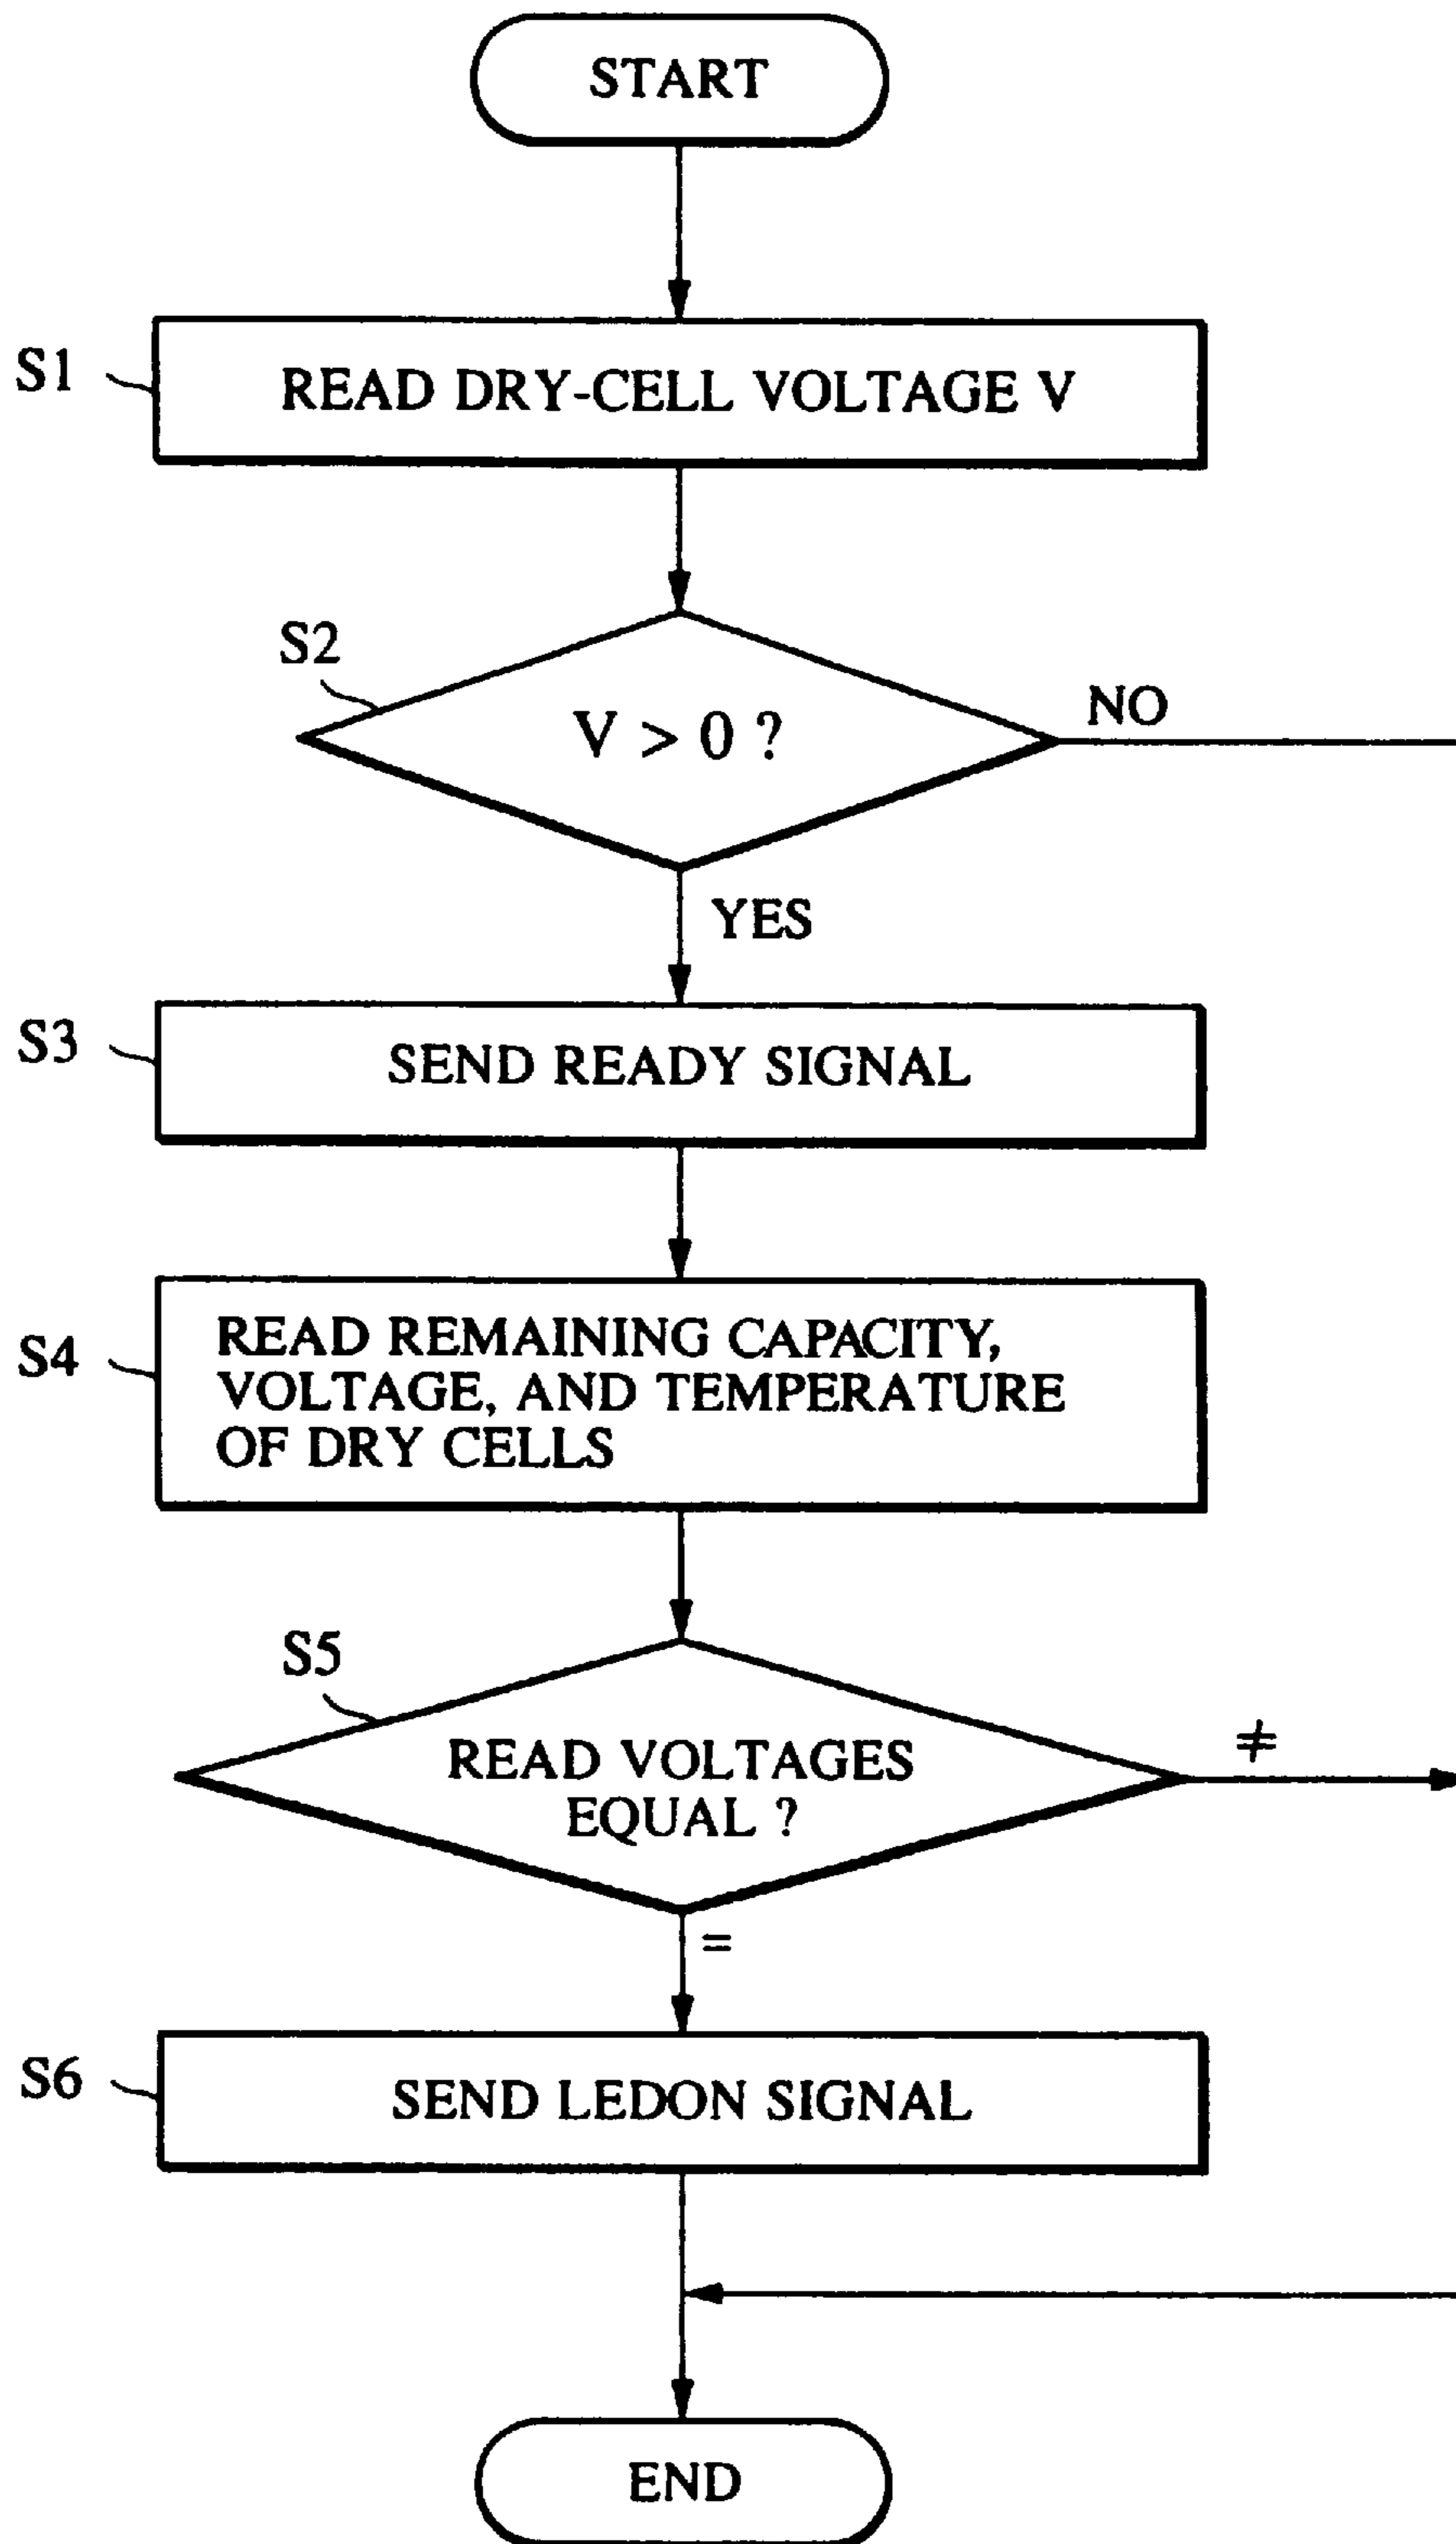 START
S1
READ DRY-CELL VOLTAGE V
S2
V > 0 ?
NO
YES
S3
SEND READY SIGNAL
S4
READ REMAINING CAPACITY,
VOLTAGE, AND TEMPERATURE
OF DRY CELLS
S5
READ VOLTAGES
EQUAL ?
≠
=
S6
SEND LEDON SIGNAL
END